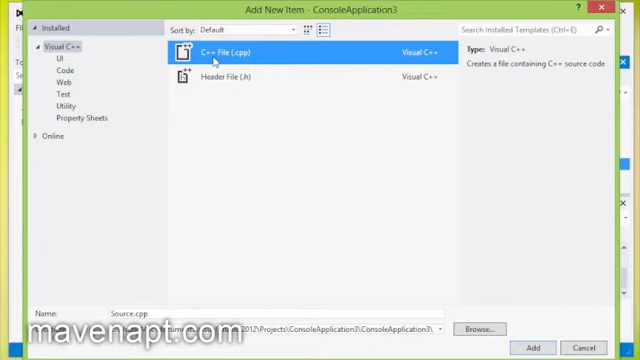 Add New Item - ConsoleApplication3
?
Installed
Sort by: Default
Search Installed Templates (Ctrl+E)
Visual C++
UI
Code
Web
Test
Utility
Property Sheets
Online
C++ File (.cpp) Visual C++
Header File (.h) Visual C++
Type: Visual C++
Creates a file containing C++ source code
Name: Source.cpp
2012\Projects\ConsoleApplication3\ConsoleApplication3\
Browse...
mavenapt.com
Add
Cancel